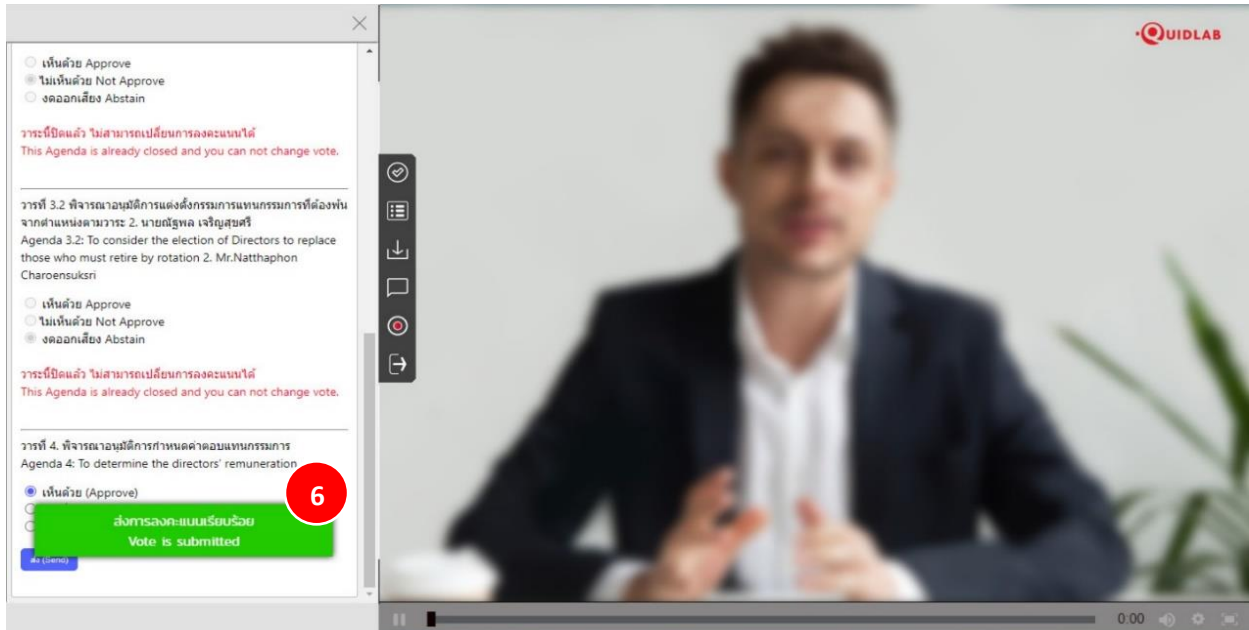 QUIDLAB
เห็นด้วย Approve
ไม่เห็นด้วย Not Approve
งดออกเสียง Abstain
วาระนี้ปิดแล้ว ไม่สามารถเปลี่ยนการลงคะแนนได้
This Agenda is already closed and you can not change vote.
วารที่ 3.2 พิจารณาอนุมัติการแต่งตั้งกรรมการแทนกรรมการที่ต้องพ้น
จากตำแหน่งตามวาระ 2. นายณัฐพล เจริญสุขศรี
Agenda 3.2: To consider the election of Directors to replace
those who must retire by rotation 2. Mr.Natthaphon
Charoensuksri
เห็นด้วย Approve
ไม่เห็นด้วย Not Approve
งดออกเสียง Abstain
วาระนี้ปิดแล้ว ไม่สามารถเปลี่ยนการลงคะแนนได้
This Agenda is already closed and you can not change vote.
วารที่ 4. พิจารณาอนุมัติการกำหนดค่าตอบแทนกรรมการ
Agenda 4: To determine the directors' remuneration
เห็นด้วย (Approve)
6
ส่งการลงคะแนนเรียบร้อย
Vote is submitted
ส่ง (Send)
0:00